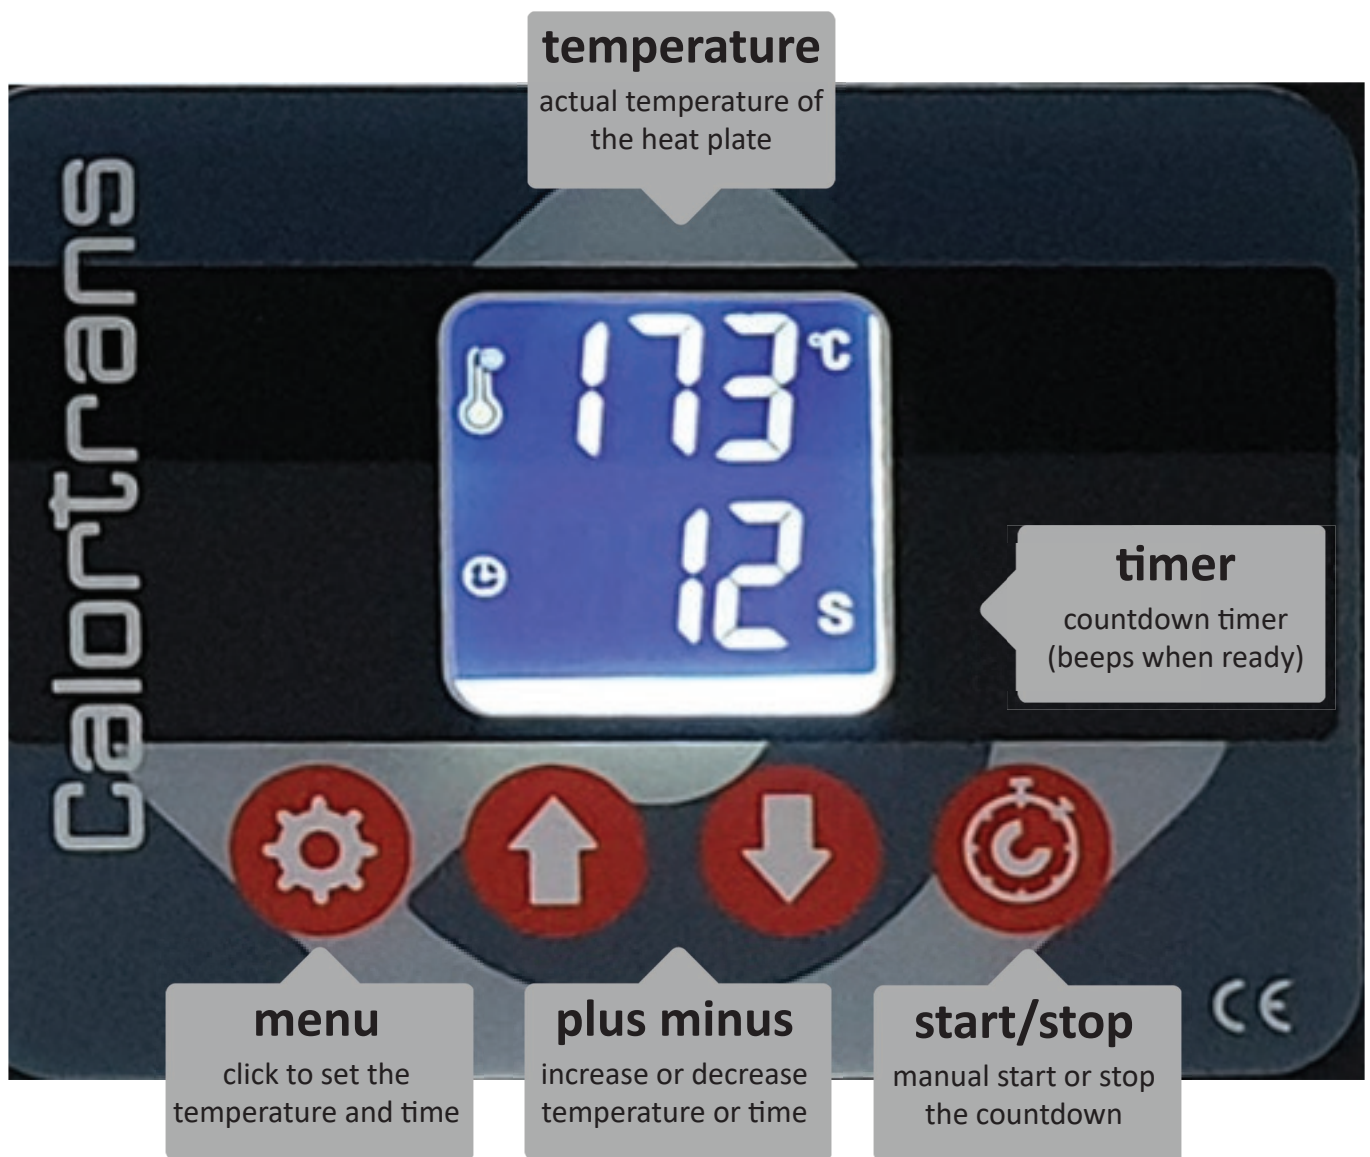 temperature
actual temperature of
the heat plate
Calortrans
173 °C
12 S
timer
countdown timer
(beeps when ready)
menu
click to set the
temperature and time
plus minus
increase or decrease
temperature or time
start/stop
manual start or stop
the countdown
CE